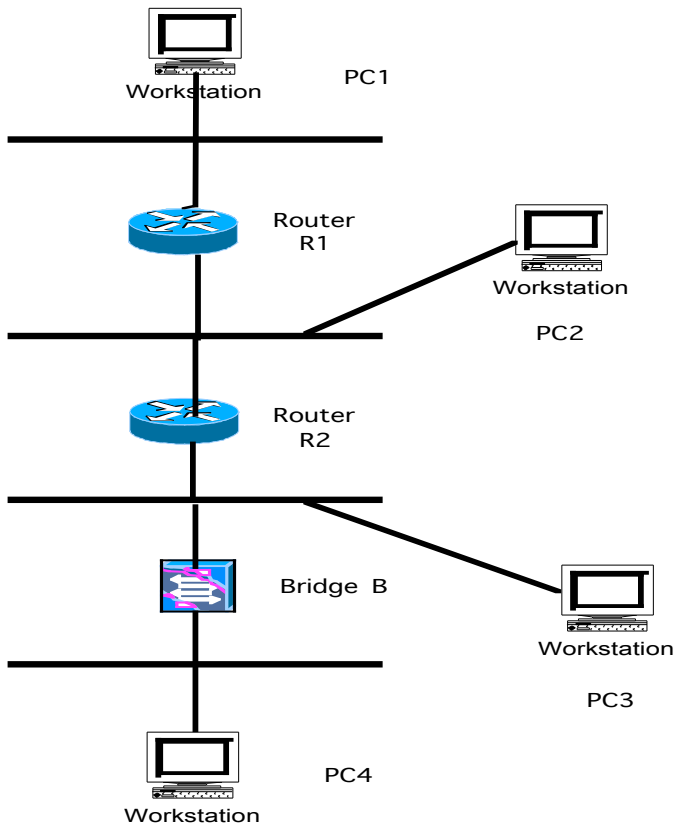 PC1
Workstation
Router
R1
Workstation
PC2
Router
R2
Bridge B
Workstation
PC3
PC4
Workstation